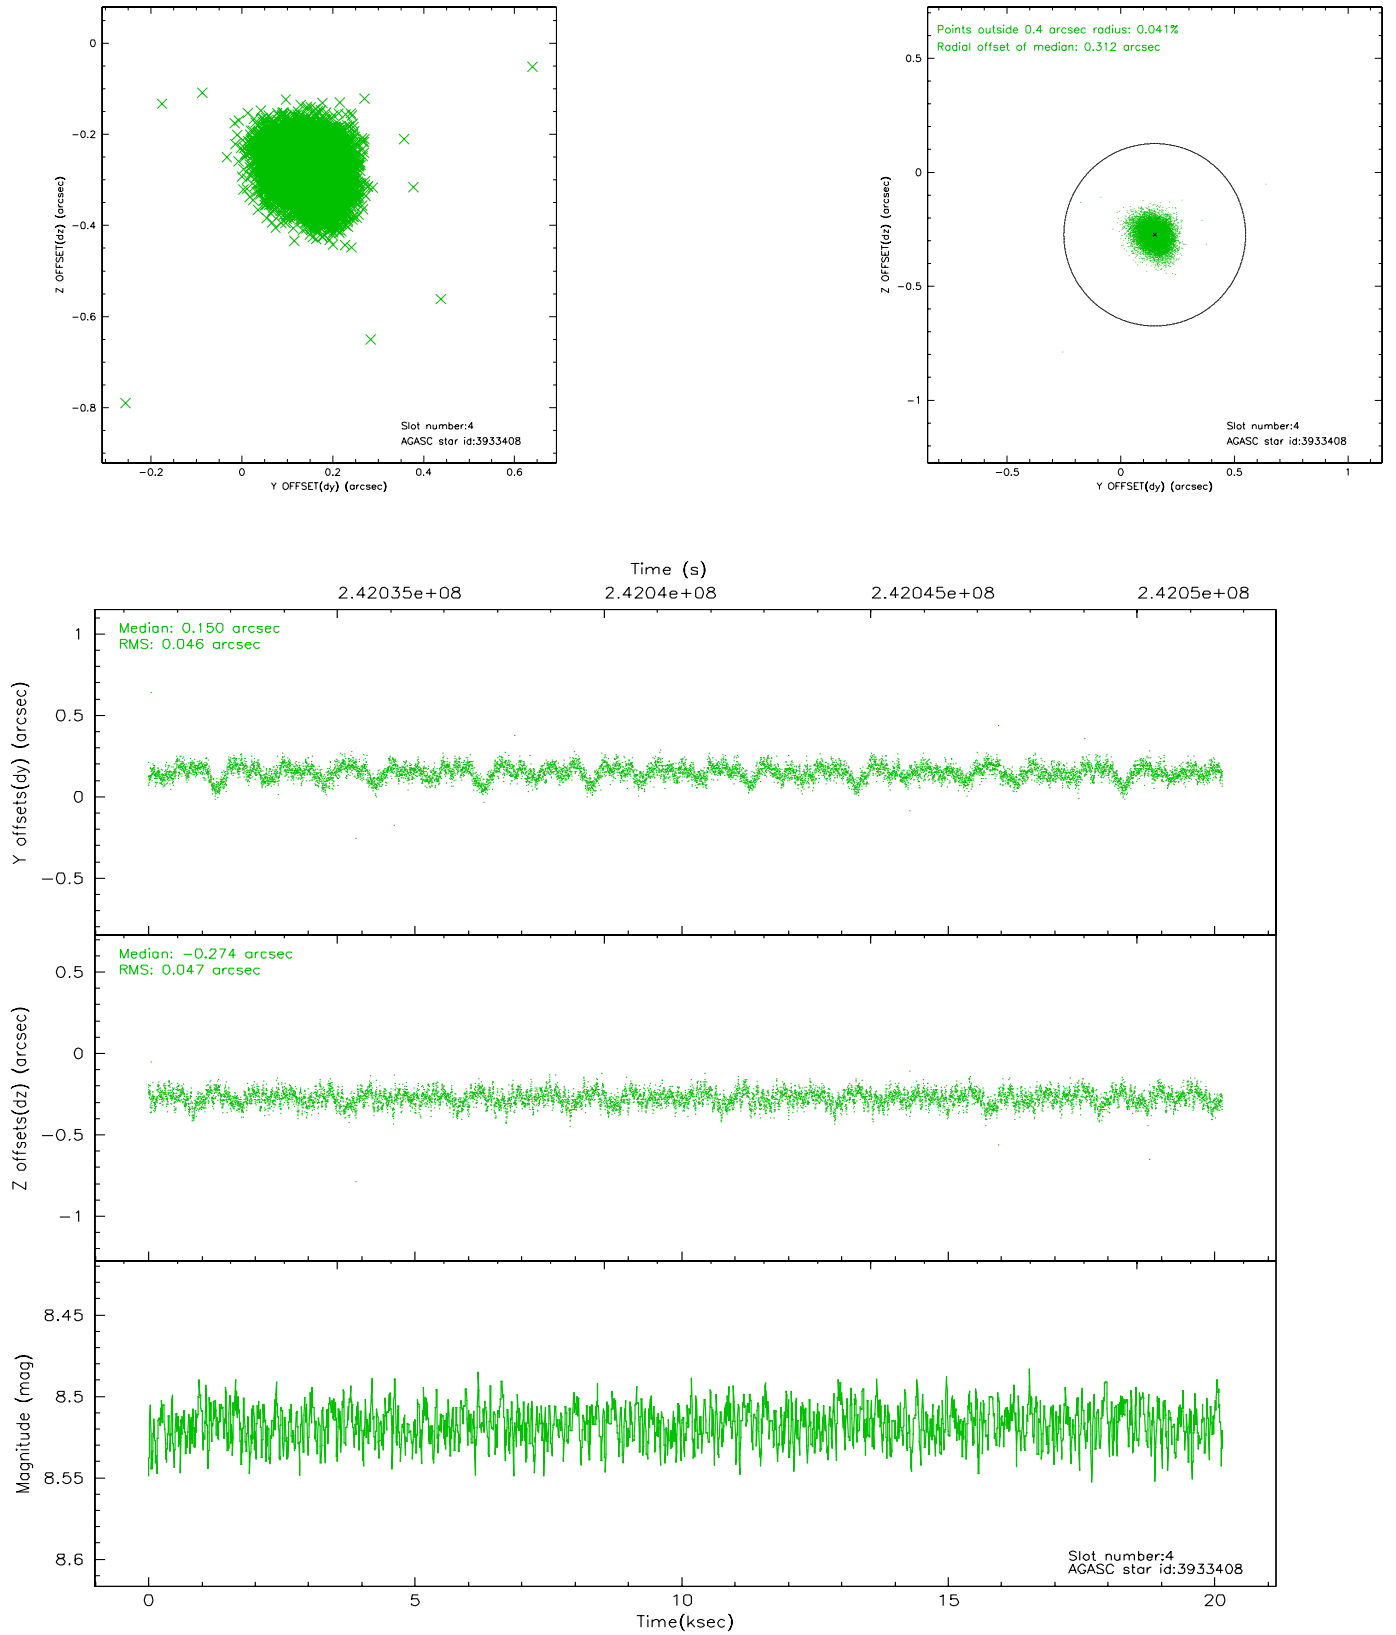 0
−0.2
−0.4
−0.6
−0.8
Z OFFSET(dz) (arcsec)
Slot number:4
AGASC star id:3933408
−0.2
0
0.2
0.4
0.6
Y OFFSET(dy) (arcsec)
Points outside 0.4 arcsec radius: 0.041%
Radial offset of median: 0.312 arcsec
0.5
0
−0.5
−1
Z OFFSET(dz) (arcsec)
Slot number:4
AGASC star id:3933408
−0.5
0
0.5
1
Y OFFSET(dy) (arcsec)
Time (s)
2.42035e+08
2.4204e+08
2.42045e+08
2.4205e+08
Median: 0.150 arcsec
RMS: 0.046 arcsec
1
0.5
0
−0.5
Y offsets(dy) (arcsec)
Median: −0.274 arcsec
RMS: 0.047 arcsec
0.5
0
−0.5
−1
Z offsets(dz) (arcsec)
8.45
8.5
8.55
8.6
Magnitude (mag)
Slot number:4
AGASC star id:3933408
0
5
10
15
20
Time(ksec)